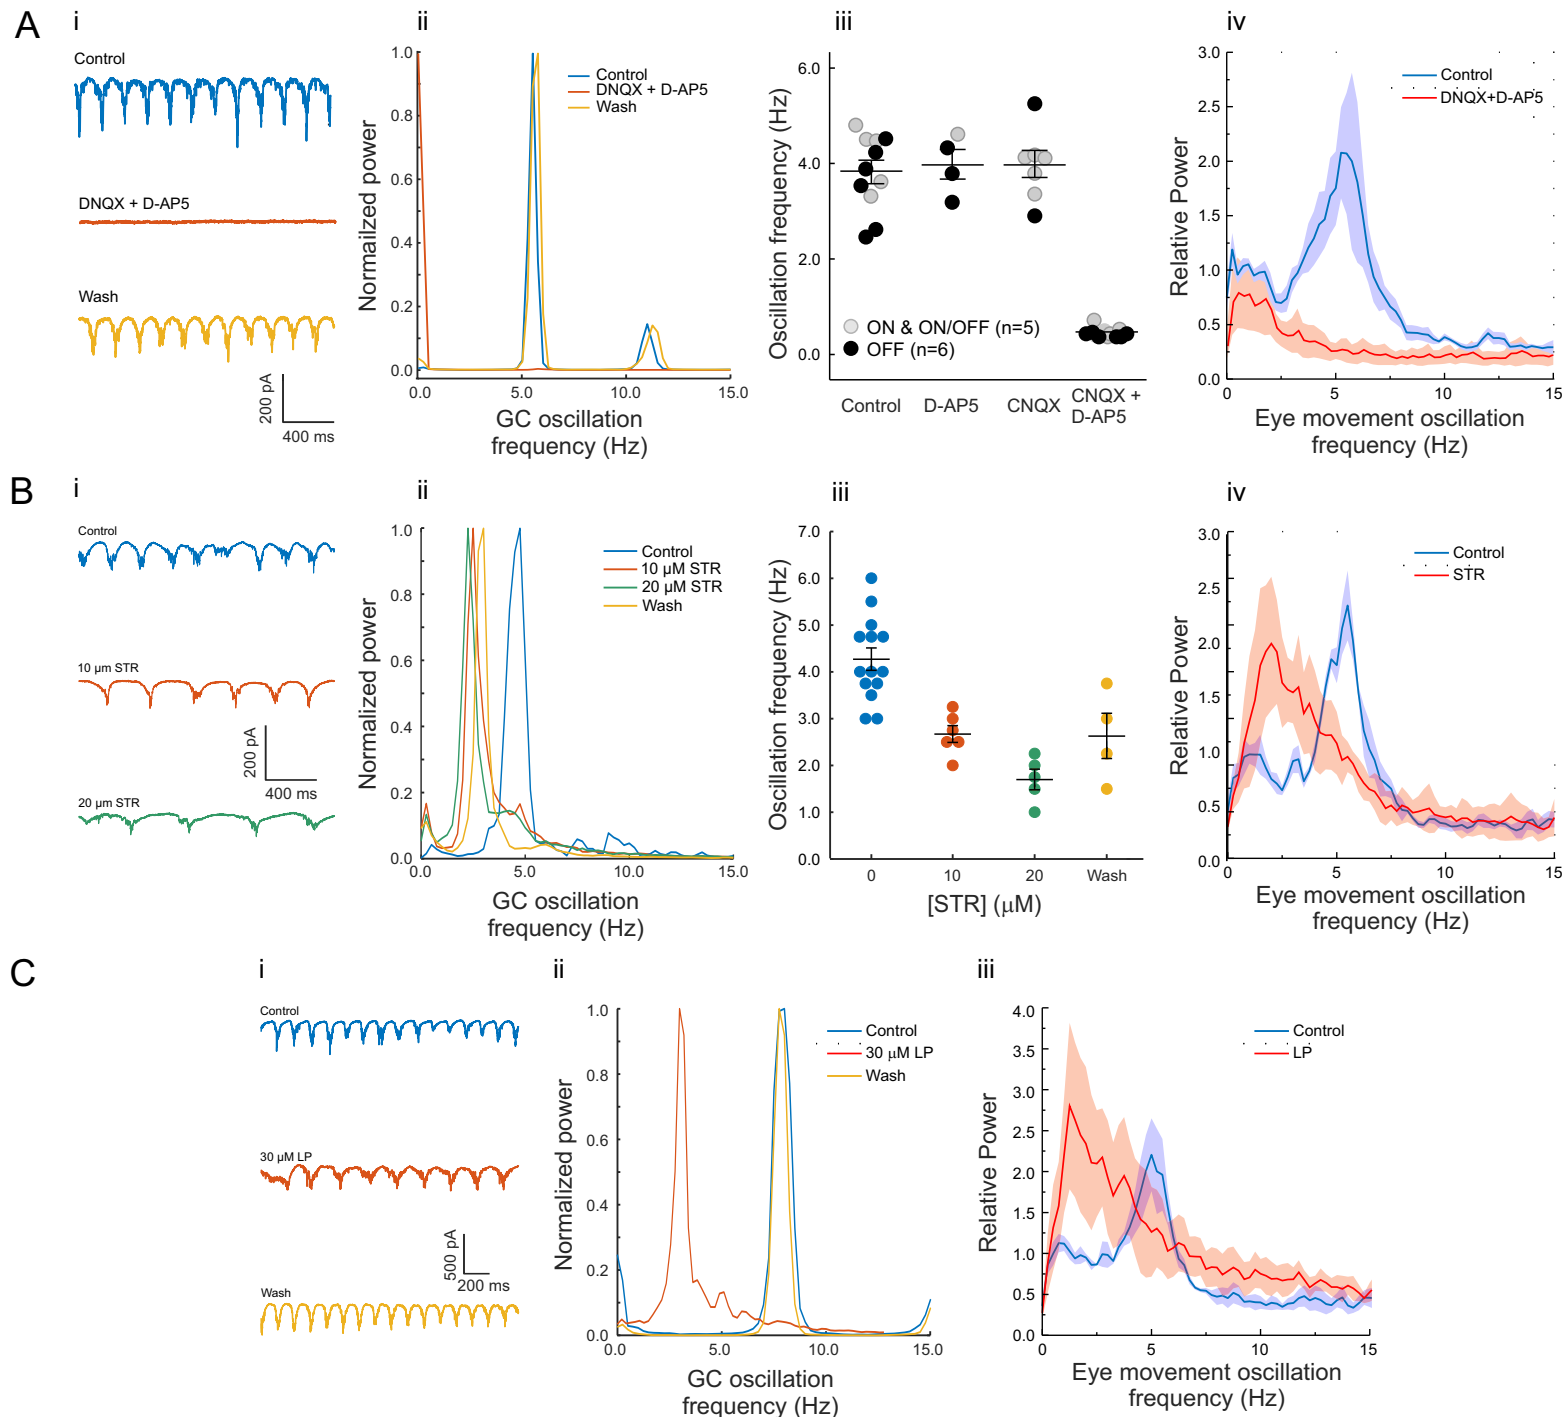 A
i
Control
DNQX + D-AP5
Wash
200 pA
400 ms
ii
1.0
0.8
0.6
0.4
0.2
0.0
Normailzed power
0.0
5.0
10.0
15.0
GC oscillation
frequency (Hz)
Control
DNQX + D-AP5
Wash
iii
6.0
4.0
2.0
0.0
Oscillation frequency (Hz)
ON & ON/OFF (n=5)
OFF (n=6)
Control
D-AP5
CNQX
CNQX +
D-AP5
iv
3.0
2.5
2.0
1.5
1.0
0.5
0.0
Relative Power
0
5
10
15
Eye movement oscillation
frequency (Hz)
Control
DNQX+D-AP5
B
i
Control
10 µm STR
200 pA
400 ms
20 µm STR
ii
1.0
0.8
0.6
0.4
0.2
0.0
Normalized power
0.0
5.0
10.0
15.0
GC oscillation
frequency (Hz)
Control
10 µM STR
20 µM STR
Wash
iii
7.0
6.0
5.0
4.0
3.0
2.0
1.0
0.0
Oscillation frequency (Hz)
0
10
20
Wash
[STR] (µM)
iv
3.0
2.5
2.0
1.5
1.0
0.5
0.0
Relative Power
0
5
10
15
Eye movement oscillation
frequency (Hz)
Control
STR
C
i
Control
30 µM LP
500 pA
200 ms
Wash
ii
1.0
0.8
0.6
0.4
0.2
0.0
Normalized power
0.0
5.0
10.0
15.0
GC oscillation
frequency (Hz)
Control
30 µM LP
Wash
iii
4.0
3.5
4.0
2.5
2.0
1.5
1.0
0.5
0.0
Relative Power
0
5
10
15
Eye movement oscillation
frequency (Hz)
Control
LP